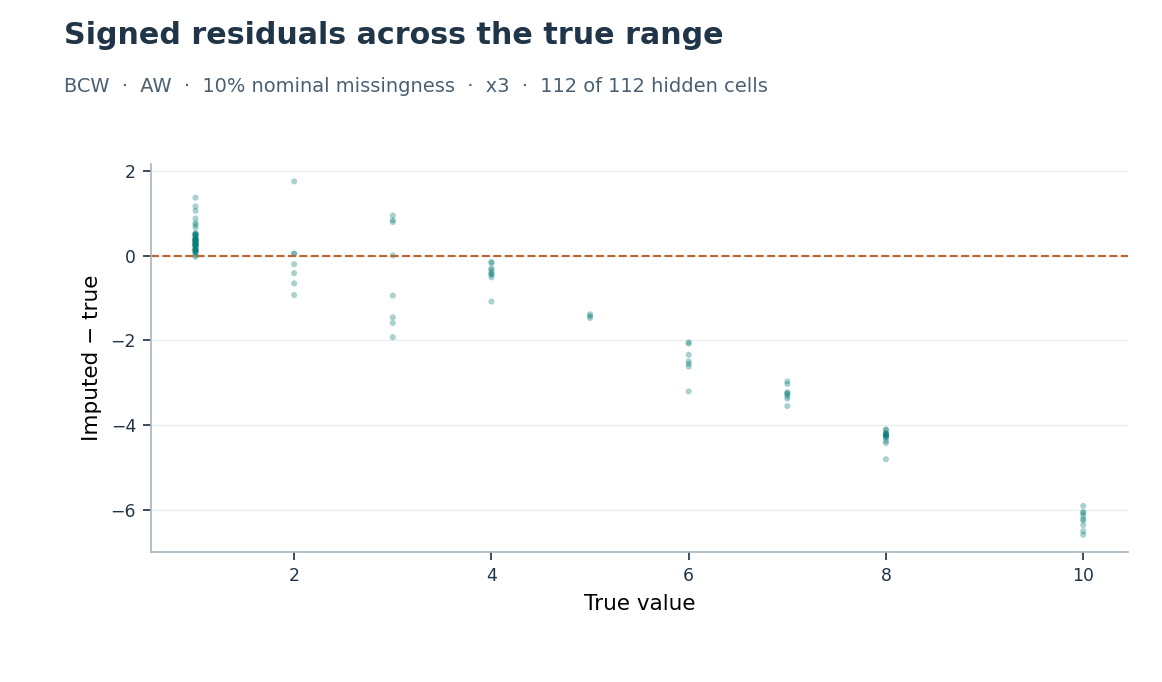 Signed residuals across the true range
BCW · AW · 10% nominal missingness · x3 · 112 of 112 hidden cells
2
0
−2
−4
−6
Imputed − true
2 4 6 8 10
True value